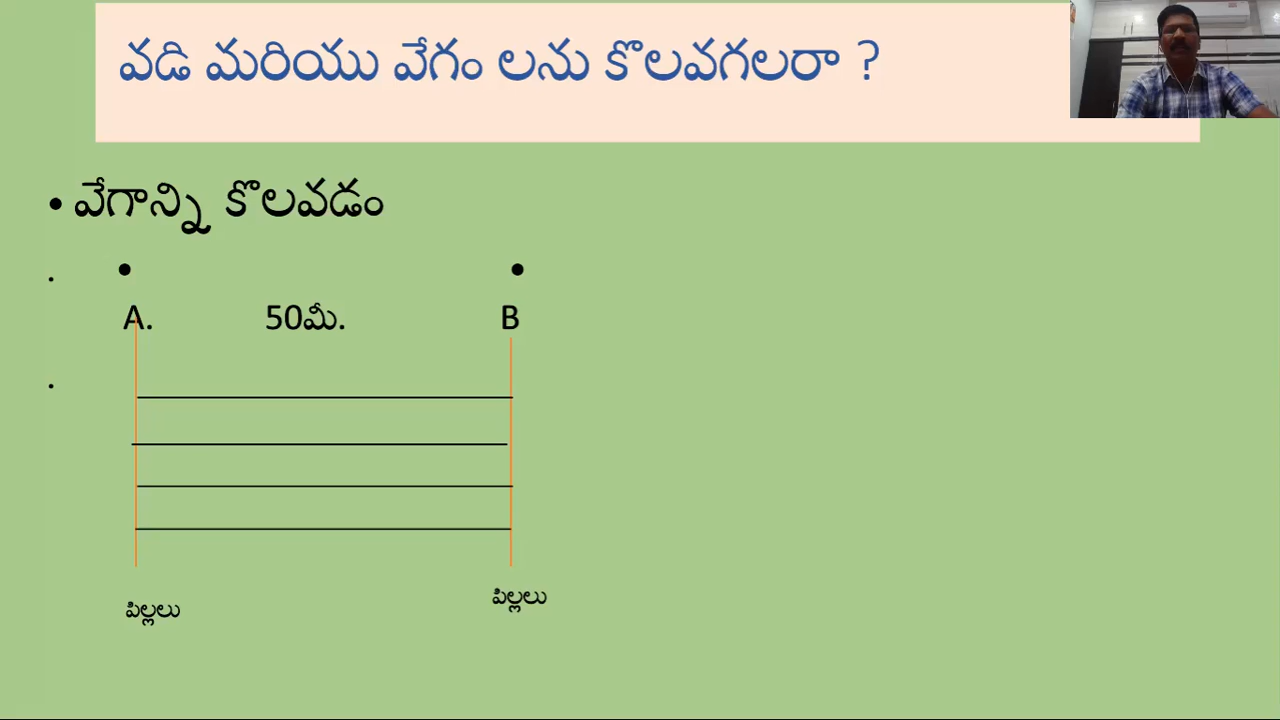 వడి మరియు వేగం లను కొలవగలరా ?
• వేగాన్ని కొలవడం
A. 50మీ. B
పిల్లలు పిల్లలు